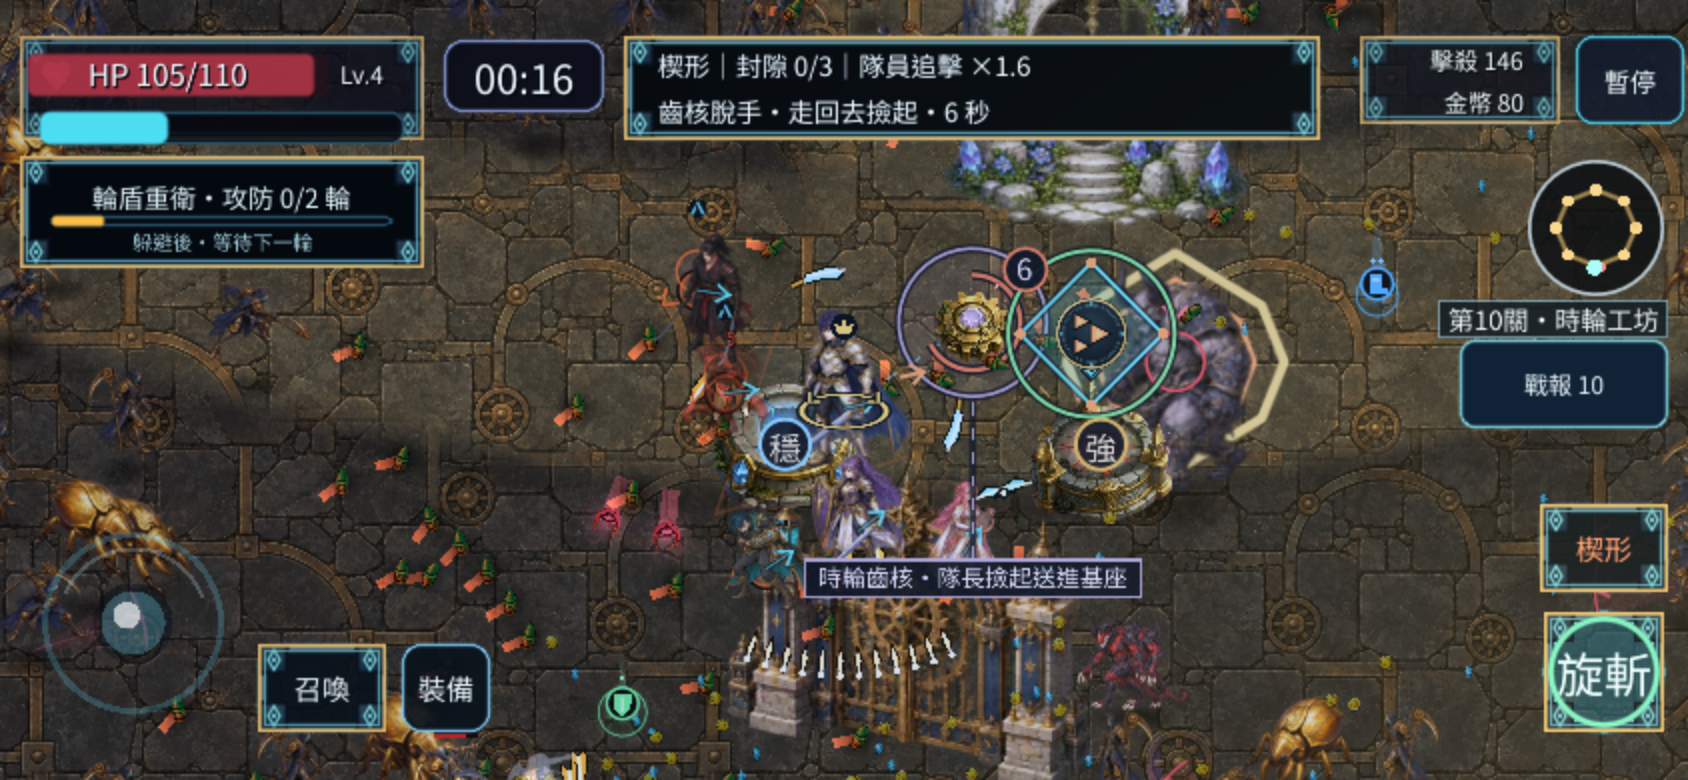 HP 105/110
Lv.4
00:16
楔形｜封隙 0/3｜隊員追擊 ×1.6
齒核脫手・走回去撿起・6 秒
擊殺 146
金幣 80
暫停
輪盾重衛・攻防 0/2 輪
躲避後・等待下一輪
6
第10關・時輪工坊
戰報 10
穩
強
時輪齒核・隊長撿起送進基座
楔形
旋斬
召喚
裝備